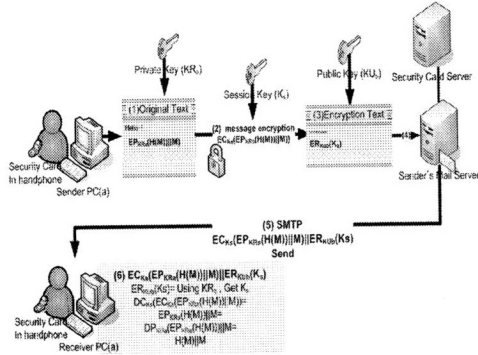 Private Key (KRa)
Session Key (Ks)
Public Key (KUb)
Security Card Server
(1)Original Text
Hello
EPKRa(H(M))||M
(2) message encryption
ECKs(EPKRa(H(M))||M)
(3)Encryption Text
ERKUb(Ks)
(4)
Security Card
In handphone
Sender PC(a)
Sender's Mail Server
(5) SMTP
ECKs(EPKRa(H(M))||M)||ERKUb(Ks)
Send
(6) ECKs(EPKRa(H(M))||M)||ERKUb(Ks)
ERKUb(Ks)= Using KRb , Get Ks
DCKs(ECKs(EPKRa(H(M))||M))=
EPKRa(H(M))||M=
DPKUa(EPKRa(H(M)))||M=
H(M)||M
Security Card
In handphone
Receiver PC(a)